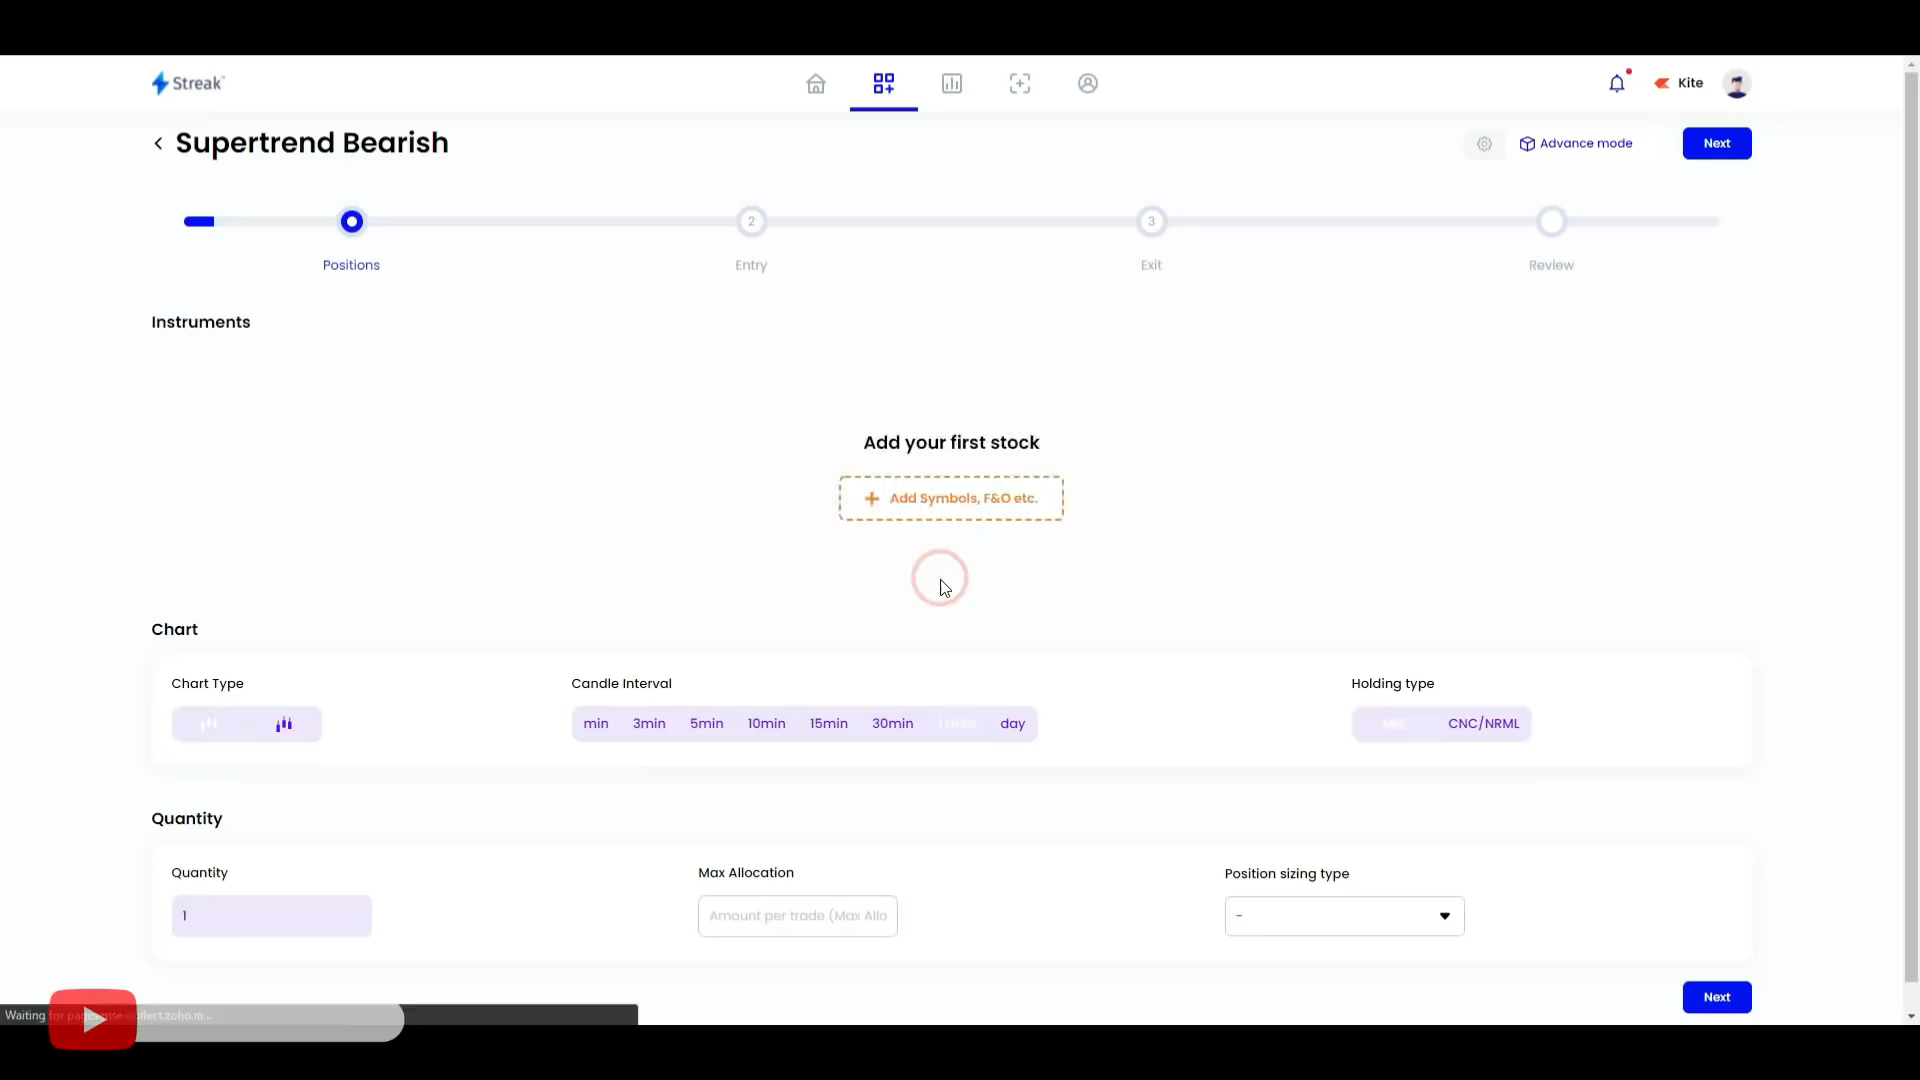 Streak
Kite
Supertrend Bearish
Advance mode
Next
2
3
Positions
Entry
Exit
Review
Instruments
Add your first stock
+ Add Symbols, F&O etc.
Chart
Chart Type
Candle Interval
Holding type
min 3min 5min 10min 15min 30min day
CNC/NRML
Quantity
Quantity
Max Allocation
Position sizing type
1
Amount per trade (Max Allo
-
Next
Waiting for